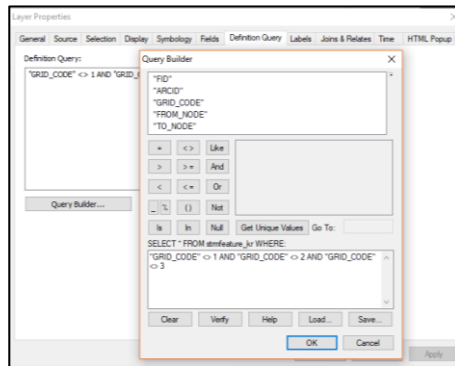 Layer Properties
General Source Selection Display Symbology Fields Definition Query Labels Joins & Relates Time HTML Popup
Definition Query:
"GRID_CODE" <> 1 AND "GRID_
Query Builder...
Query Builder
"FID"
"ARCID"
"GRID_CODE"
"FROM_NODE"
"TO_NODE"
= <> Like
> >= And
< <= Or
_ % () Not
Is In Null Get Unique Values Go To:
SELECT * FROM stmfeature_kr WHERE:
"GRID_CODE" <> 1 AND "GRID_CODE" <> 2 AND "GRID_CODE"
<> 3
Clear Verify Help Load... Save...
OK Cancel
Apply